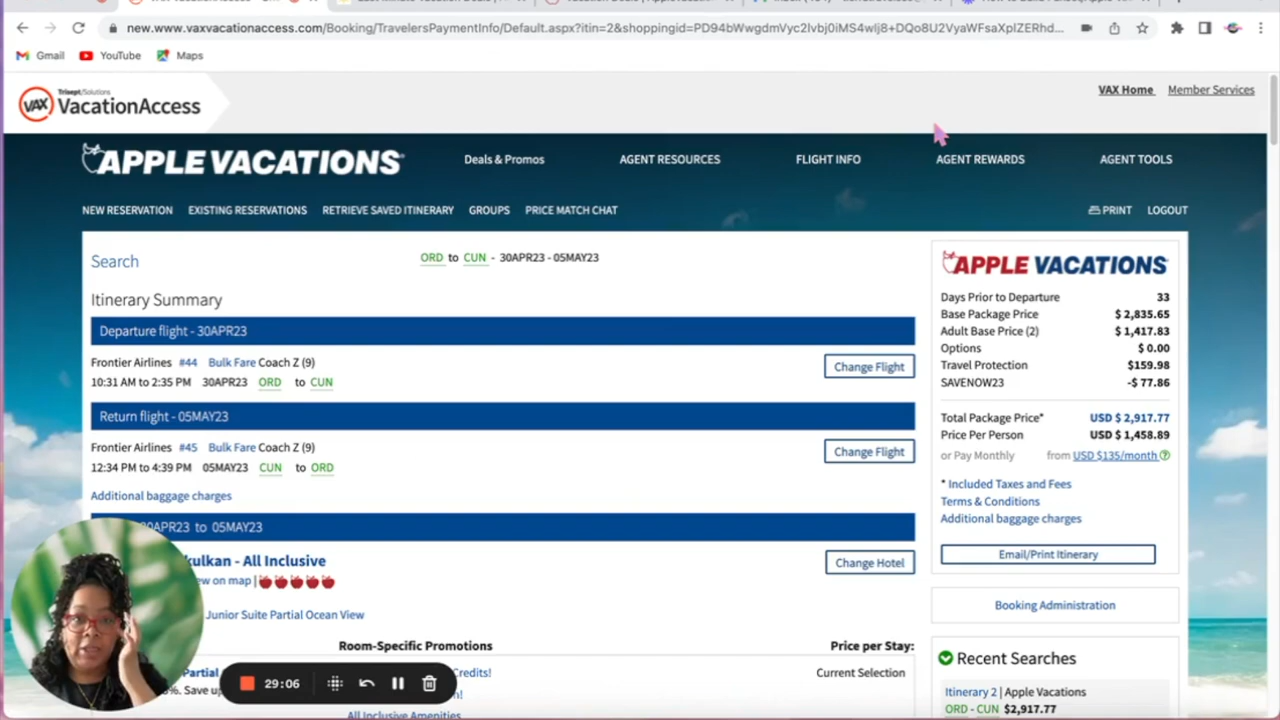 new.www.vaxvacationaccess.com/Booking/TravelersPaymentInfo/Default.aspx?itin=2&shoppingid=PD94bWwgdmVyc2lvbj0iMS4wIj8+DQo8U2VyaWFsaXplZERhd...
Gmail YouTube Maps
VAX Trisept/Solutions
VacationAccess
VAX Home Member Services
APPLE VACATIONS Deals & Promos AGENT RESOURCES FLIGHT INFO AGENT REWARDS AGENT TOOLS
NEW RESERVATION EXISTING RESERVATIONS RETRIEVE SAVED ITINERARY GROUPS PRICE MATCH CHAT PRINT LOGOUT
Search ORD to CUN - 30APR23 - 05MAY23
Itinerary Summary
Departure flight - 30APR23
Frontier Airlines #44 Bulk Fare Coach Z (9)
Change Flight
10:31 AM to 2:35 PM 30APR23 ORD to CUN
Return flight - 05MAY23
Frontier Airlines #45 Bulk Fare Coach Z (9)
Change Flight
12:34 PM to 4:39 PM 05MAY23 CUN to ORD
Additional baggage charges
30APR23 to 05MAY23
kulkan - All Inclusive
Change Hotel
ew on map |
Junior Suite Partial Ocean View
Room-Specific Promotions Price per Stay:
Partial Credits! Current Selection
%. Save up
All Inclusive Amenities
29:06
APPLE VACATIONS
Days Prior to Departure 33
Base Package Price $ 2,835.65
Adult Base Price (2) $ 1,417.83
Options $ 0.00
Travel Protection $159.98
SAVENOW23 -$ 77.86
Total Package Price* USD $ 2,917.77
Price Per Person USD $ 1,458.89
or Pay Monthly from USD $135/month
* Included Taxes and Fees
Terms & Conditions
Additional baggage charges
Email/Print Itinerary
Booking Administration
Recent Searches
Itinerary 2 | Apple Vacations
ORD - CUN $2,917.77